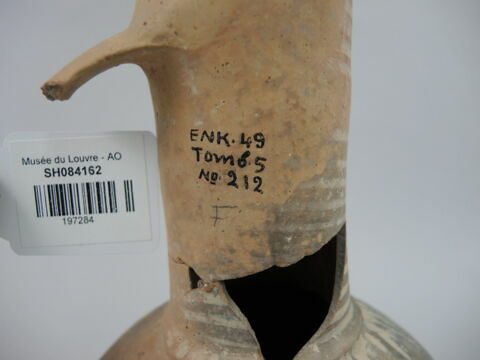 Musée du Louvre - AO
SH084162
197284
ENK. 49
Tomb 5
No. 212
F